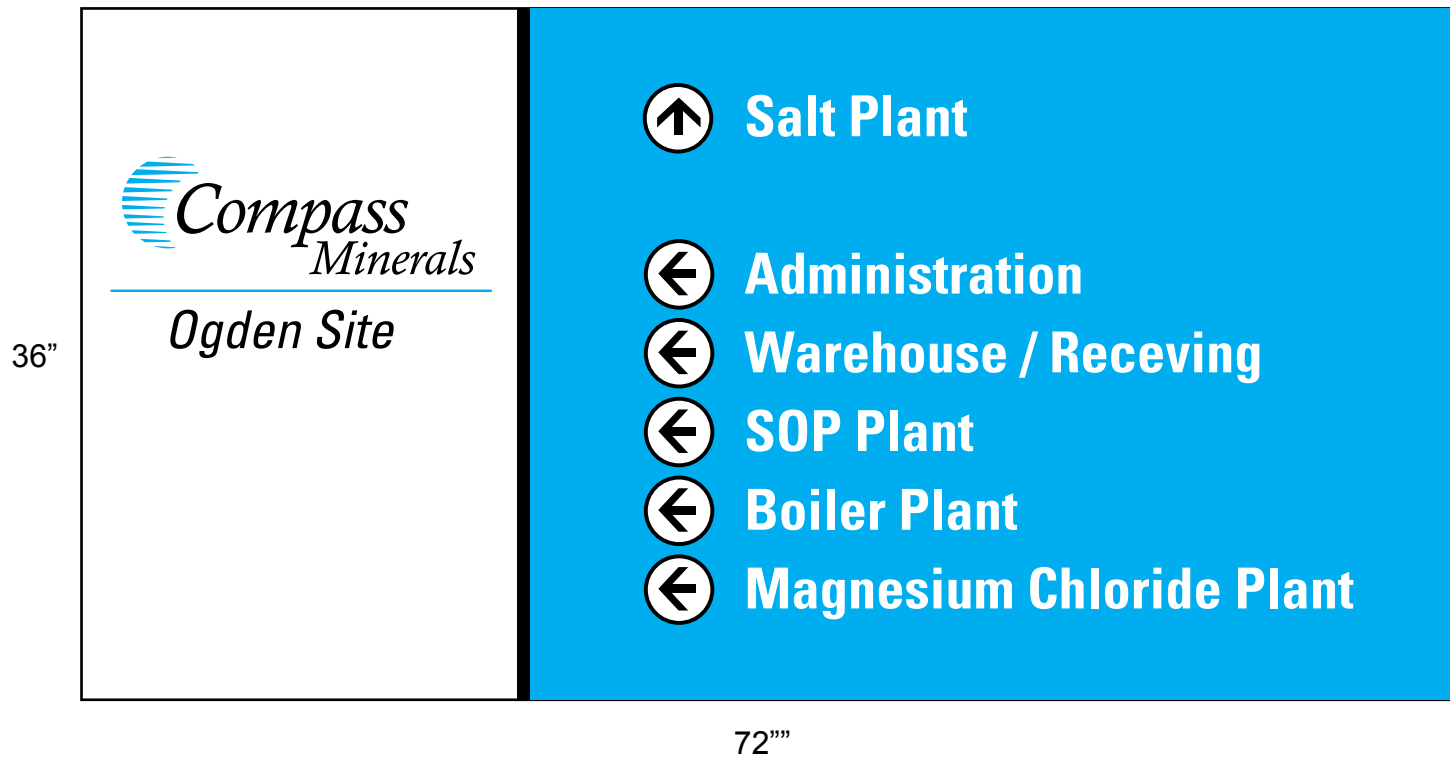 Compass
Minerals
Ogden Site
Salt Plant
Administration
Warehouse / Receving
SOP Plant
Boiler Plant
Magnesium Chloride Plant
36”
72””